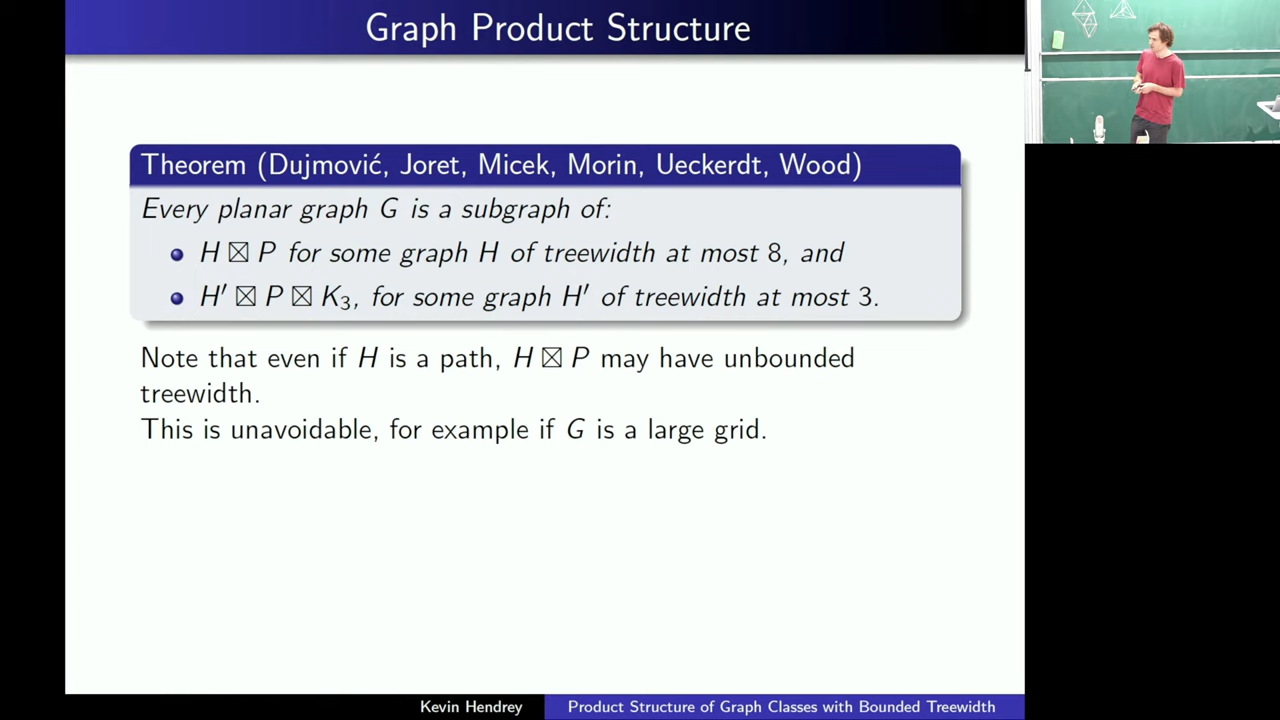 Graph Product Structure
Theorem (Dujmović, Joret, Micek, Morin, Ueckerdt, Wood)
Every planar graph G is a subgraph of:
H ⊠ P for some graph H of treewidth at most 8, and
H′ ⊠ P ⊠ K₃, for some graph H′ of treewidth at most 3.
Note that even if H is a path, H ⊠ P may have unbounded
treewidth.
This is unavoidable, for example if G is a large grid.
Kevin Hendrey
Product Structure of Graph Classes with Bounded Treewidth